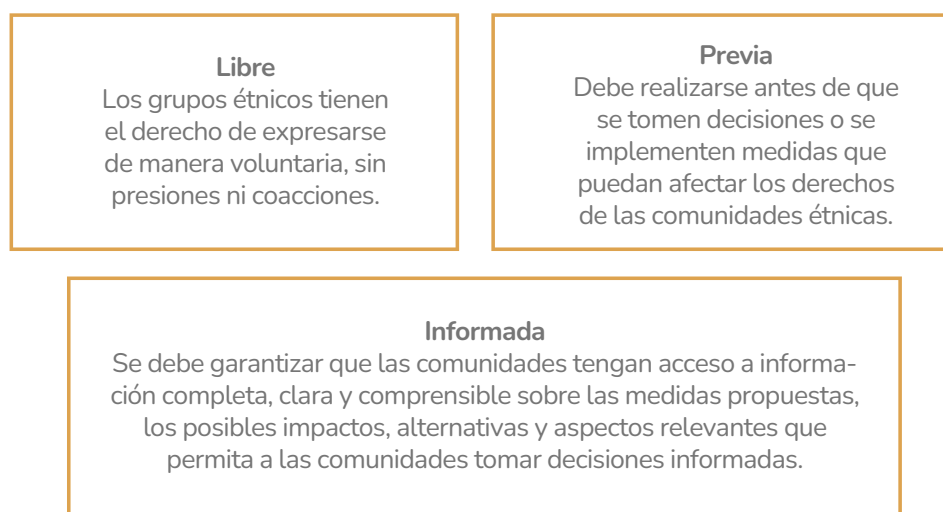 Libre
Los grupos étnicos tienen
el derecho de expresarse
de manera voluntaria, sin
presiones ni coacciones.
Previa
Debe realizarse antes de que
se tomen decisiones o se
implementen medidas que
puedan afectar los derechos
de las comunidades étnicas.
Informada
Se debe garantizar que las comunidades tengan acceso a informa-
ción completa, clara y comprensible sobre las medidas propuestas,
los posibles impactos, alternativas y aspectos relevantes que
permita a las comunidades tomar decisiones informadas.